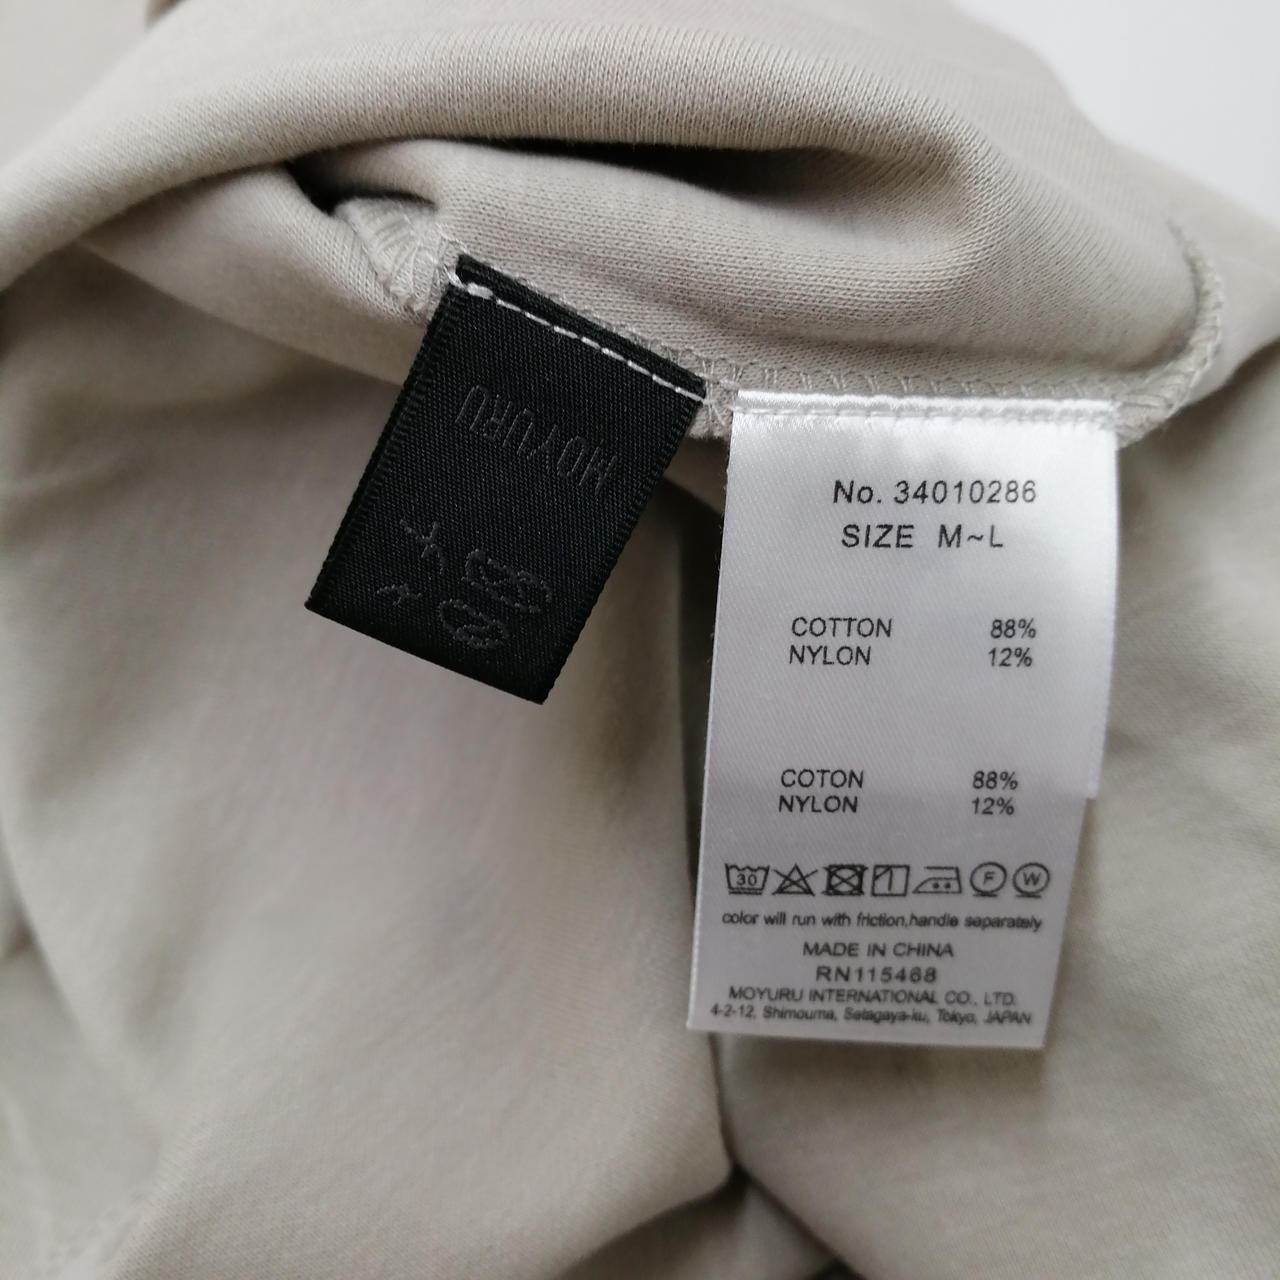 MOYURU
No. 34010286
SIZE M~L
COTTON 88%
NYLON 12%
COTON 88%
NYLON 12%
30 F W
color will run with friction,handle separately
MADE IN CHINA
RN115468
MOYURU INTERNATIONAL CO., LTD.
4-2-12, Shimouma, Setagaya-ku, Tokyo, JAPAN